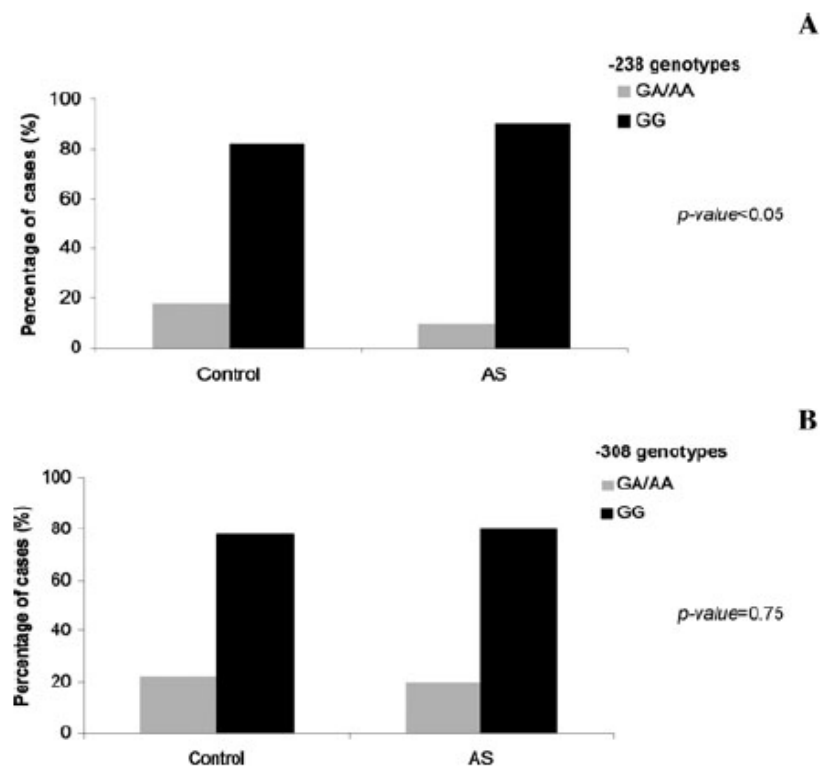 A
-238 genotypes
GA/AA
GG
p-value<0.05
Percentage of cases (%)
100
80
60
40
20
0
Control AS
B
-308 genotypes
GA/AA
GG
p-value=0.75
Percentage of cases (%)
100
80
60
40
20
0
Control AS